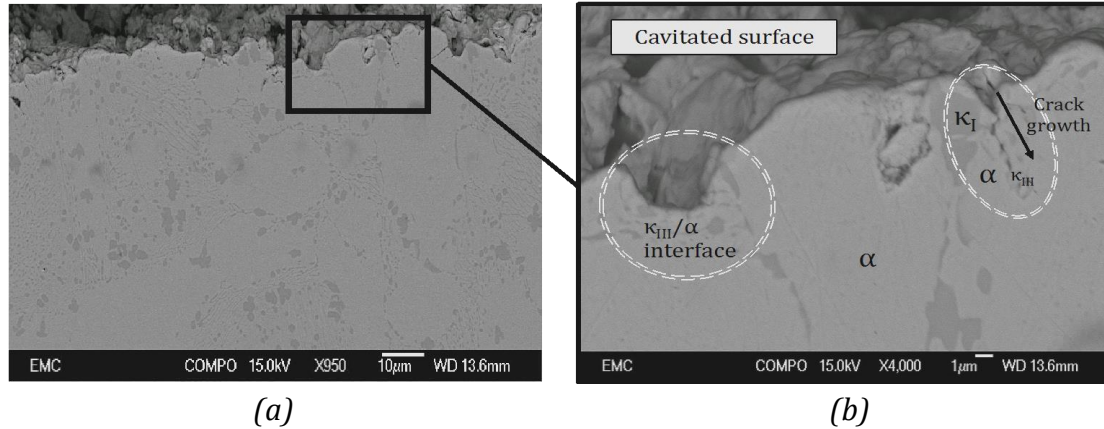 EMC COMPO 15.0kV X950 10μm WD 13.6mm
(a)
Cavitated surface
Crack
growth
κI
α κIII
κIII/α
interface
α
EMC COMPO 15.0kV X4,000 1μm WD 13.6mm
(b)